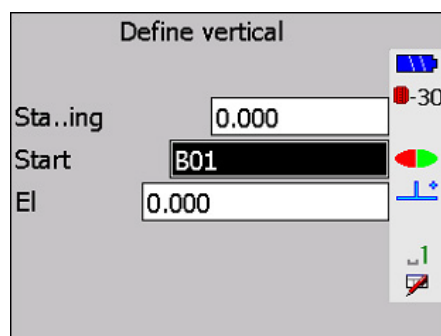 Define vertical
-30
Sta..ing 0.000
Start B01
El 0.000
1